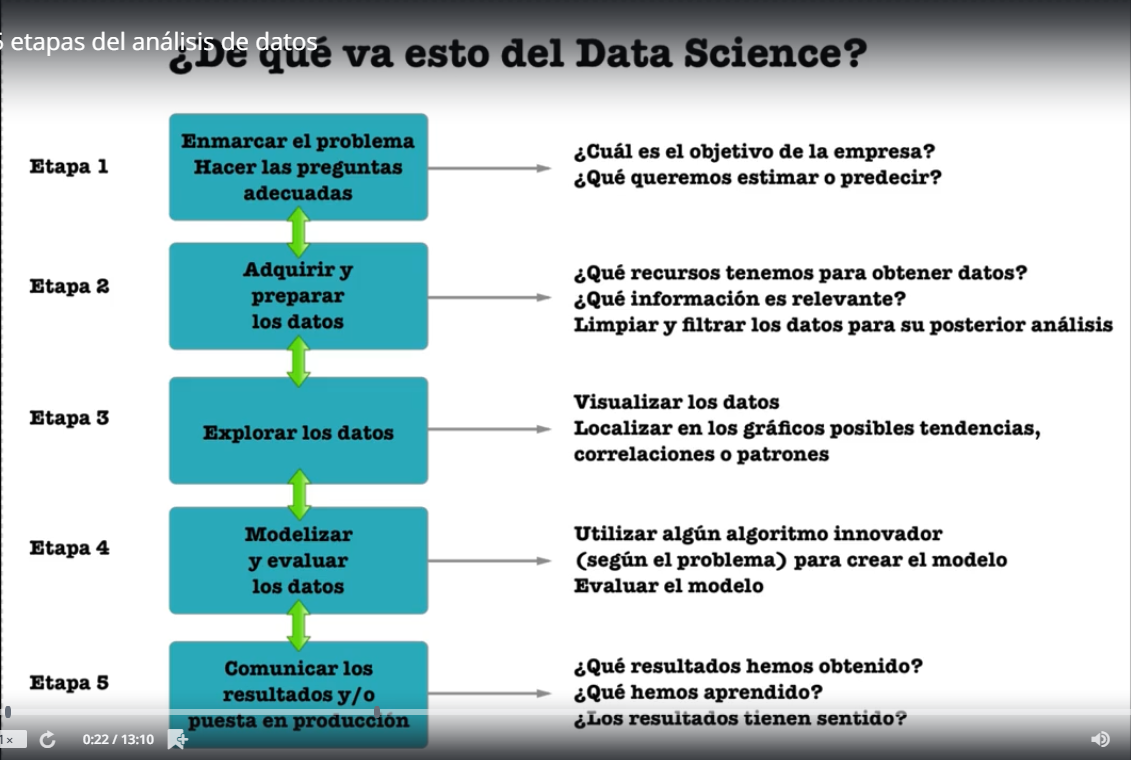 5 etapas del análisis de datos
¿De qué va esto del Data Science?
Etapa 1
Enmarcar el problema
Hacer las preguntas
adecuadas
¿Cuál es el objetivo de la empresa?
¿Qué queremos estimar o predecir?
Etapa 2
Adquirir y
preparar
los datos
¿Qué recursos tenemos para obtener datos?
¿Qué información es relevante?
Limpiar y filtrar los datos para su posterior análisis
Etapa 3
Explorar los datos
Visualizar los datos
Localizar en los gráficos posibles tendencias,
correlaciones o patrones
Etapa 4
Modelizar
y evaluar
los datos
Utilizar algún algoritmo innovador
(según el problema) para crear el modelo
Evaluar el modelo
Etapa 5
Comunicar los
resultados y/o
puesta en producción
¿Qué resultados hemos obtenido?
¿Qué hemos aprendido?
¿Los resultados tienen sentido?
1×
0:22 / 13:10